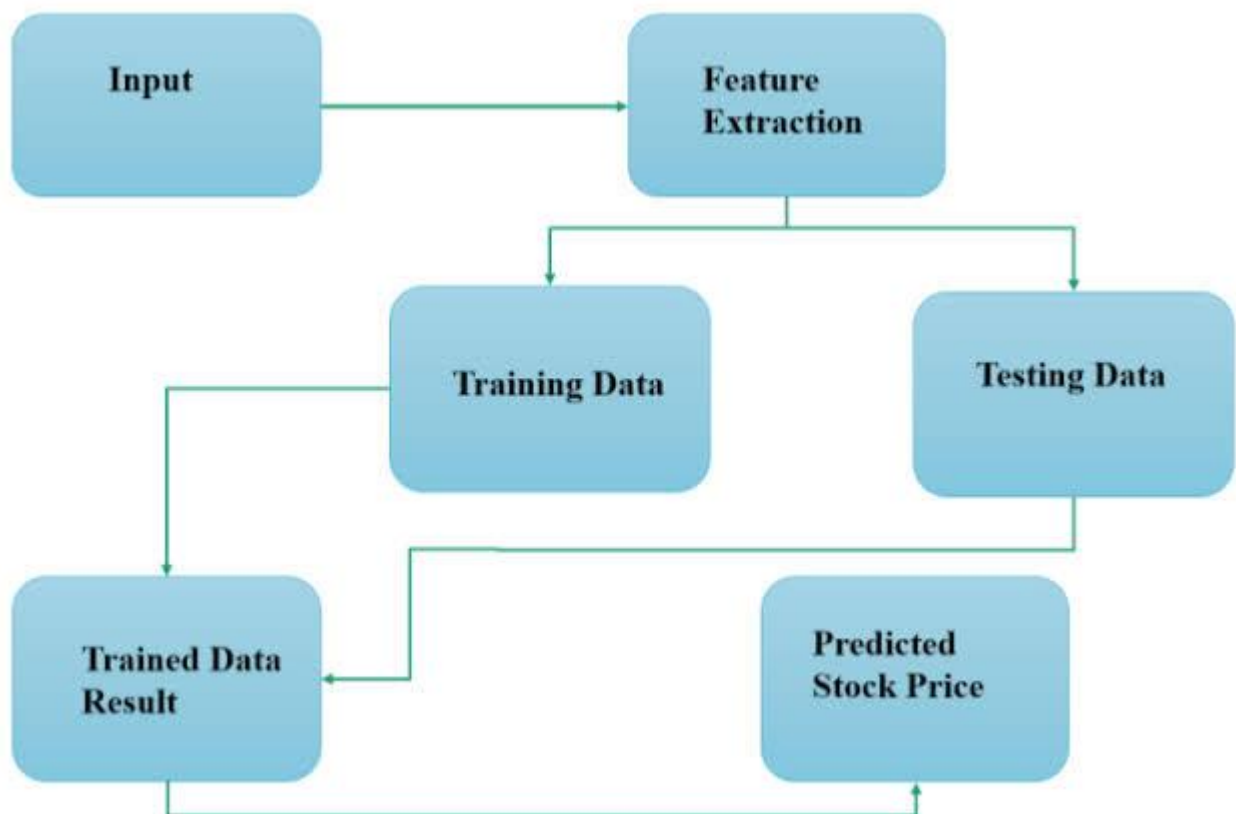 Input
Feature
Extraction
Training Data
Testing Data
Trained Data
Result
Predicted
Stock Price